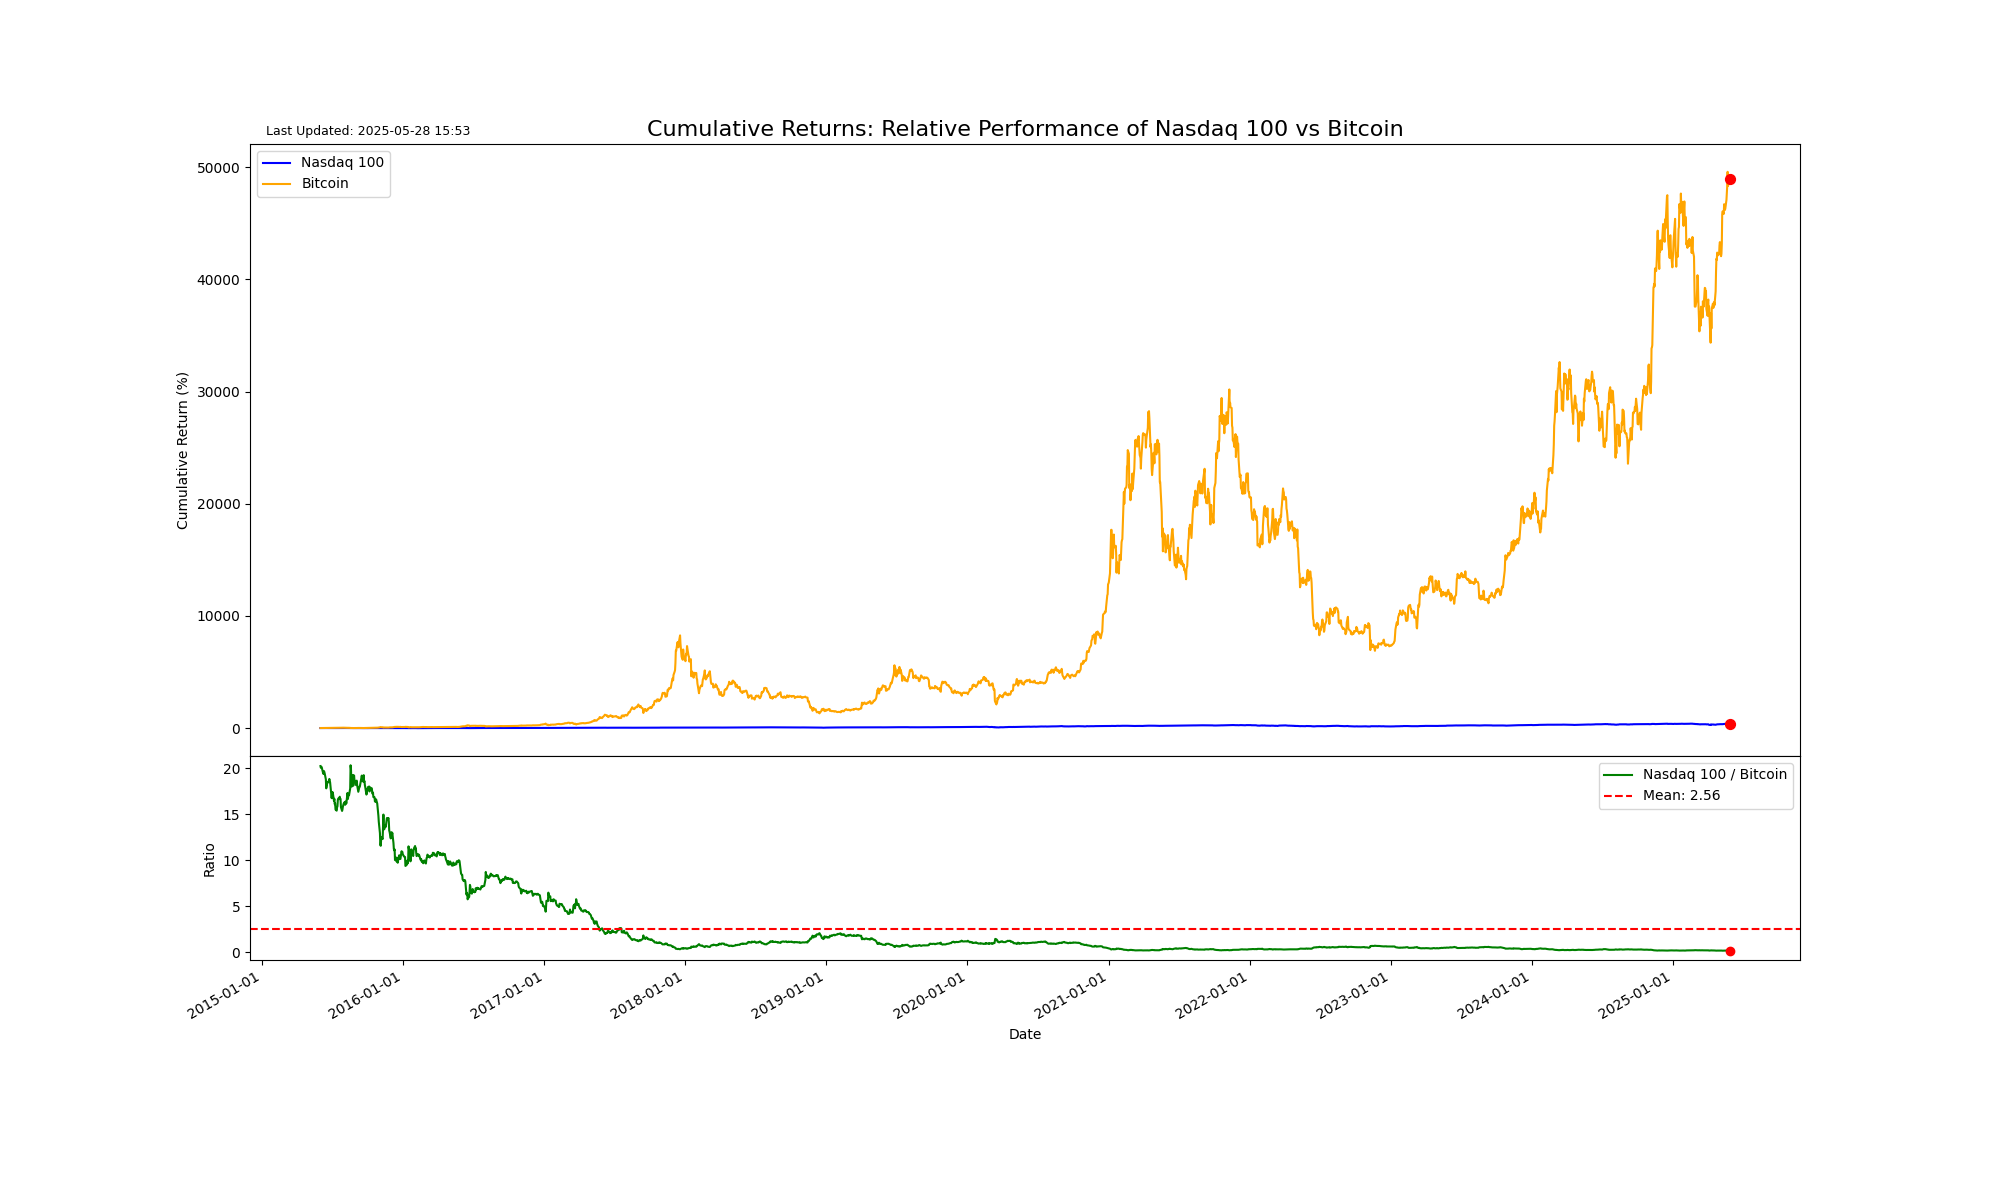 Last Updated: 2025-05-28 15:53
Cumulative Returns: Relative Performance of Nasdaq 100 vs Bitcoin
Nasdaq 100
Bitcoin
50000
40000
30000
20000
10000
0
Cumulative Return (%)
Nasdaq 100 / Bitcoin
Mean: 2.56
20
15
10
5
0
Ratio
2015-01-01
2016-01-01
2017-01-01
2018-01-01
2019-01-01
2020-01-01
2021-01-01
2022-01-01
2023-01-01
2024-01-01
2025-01-01
Date